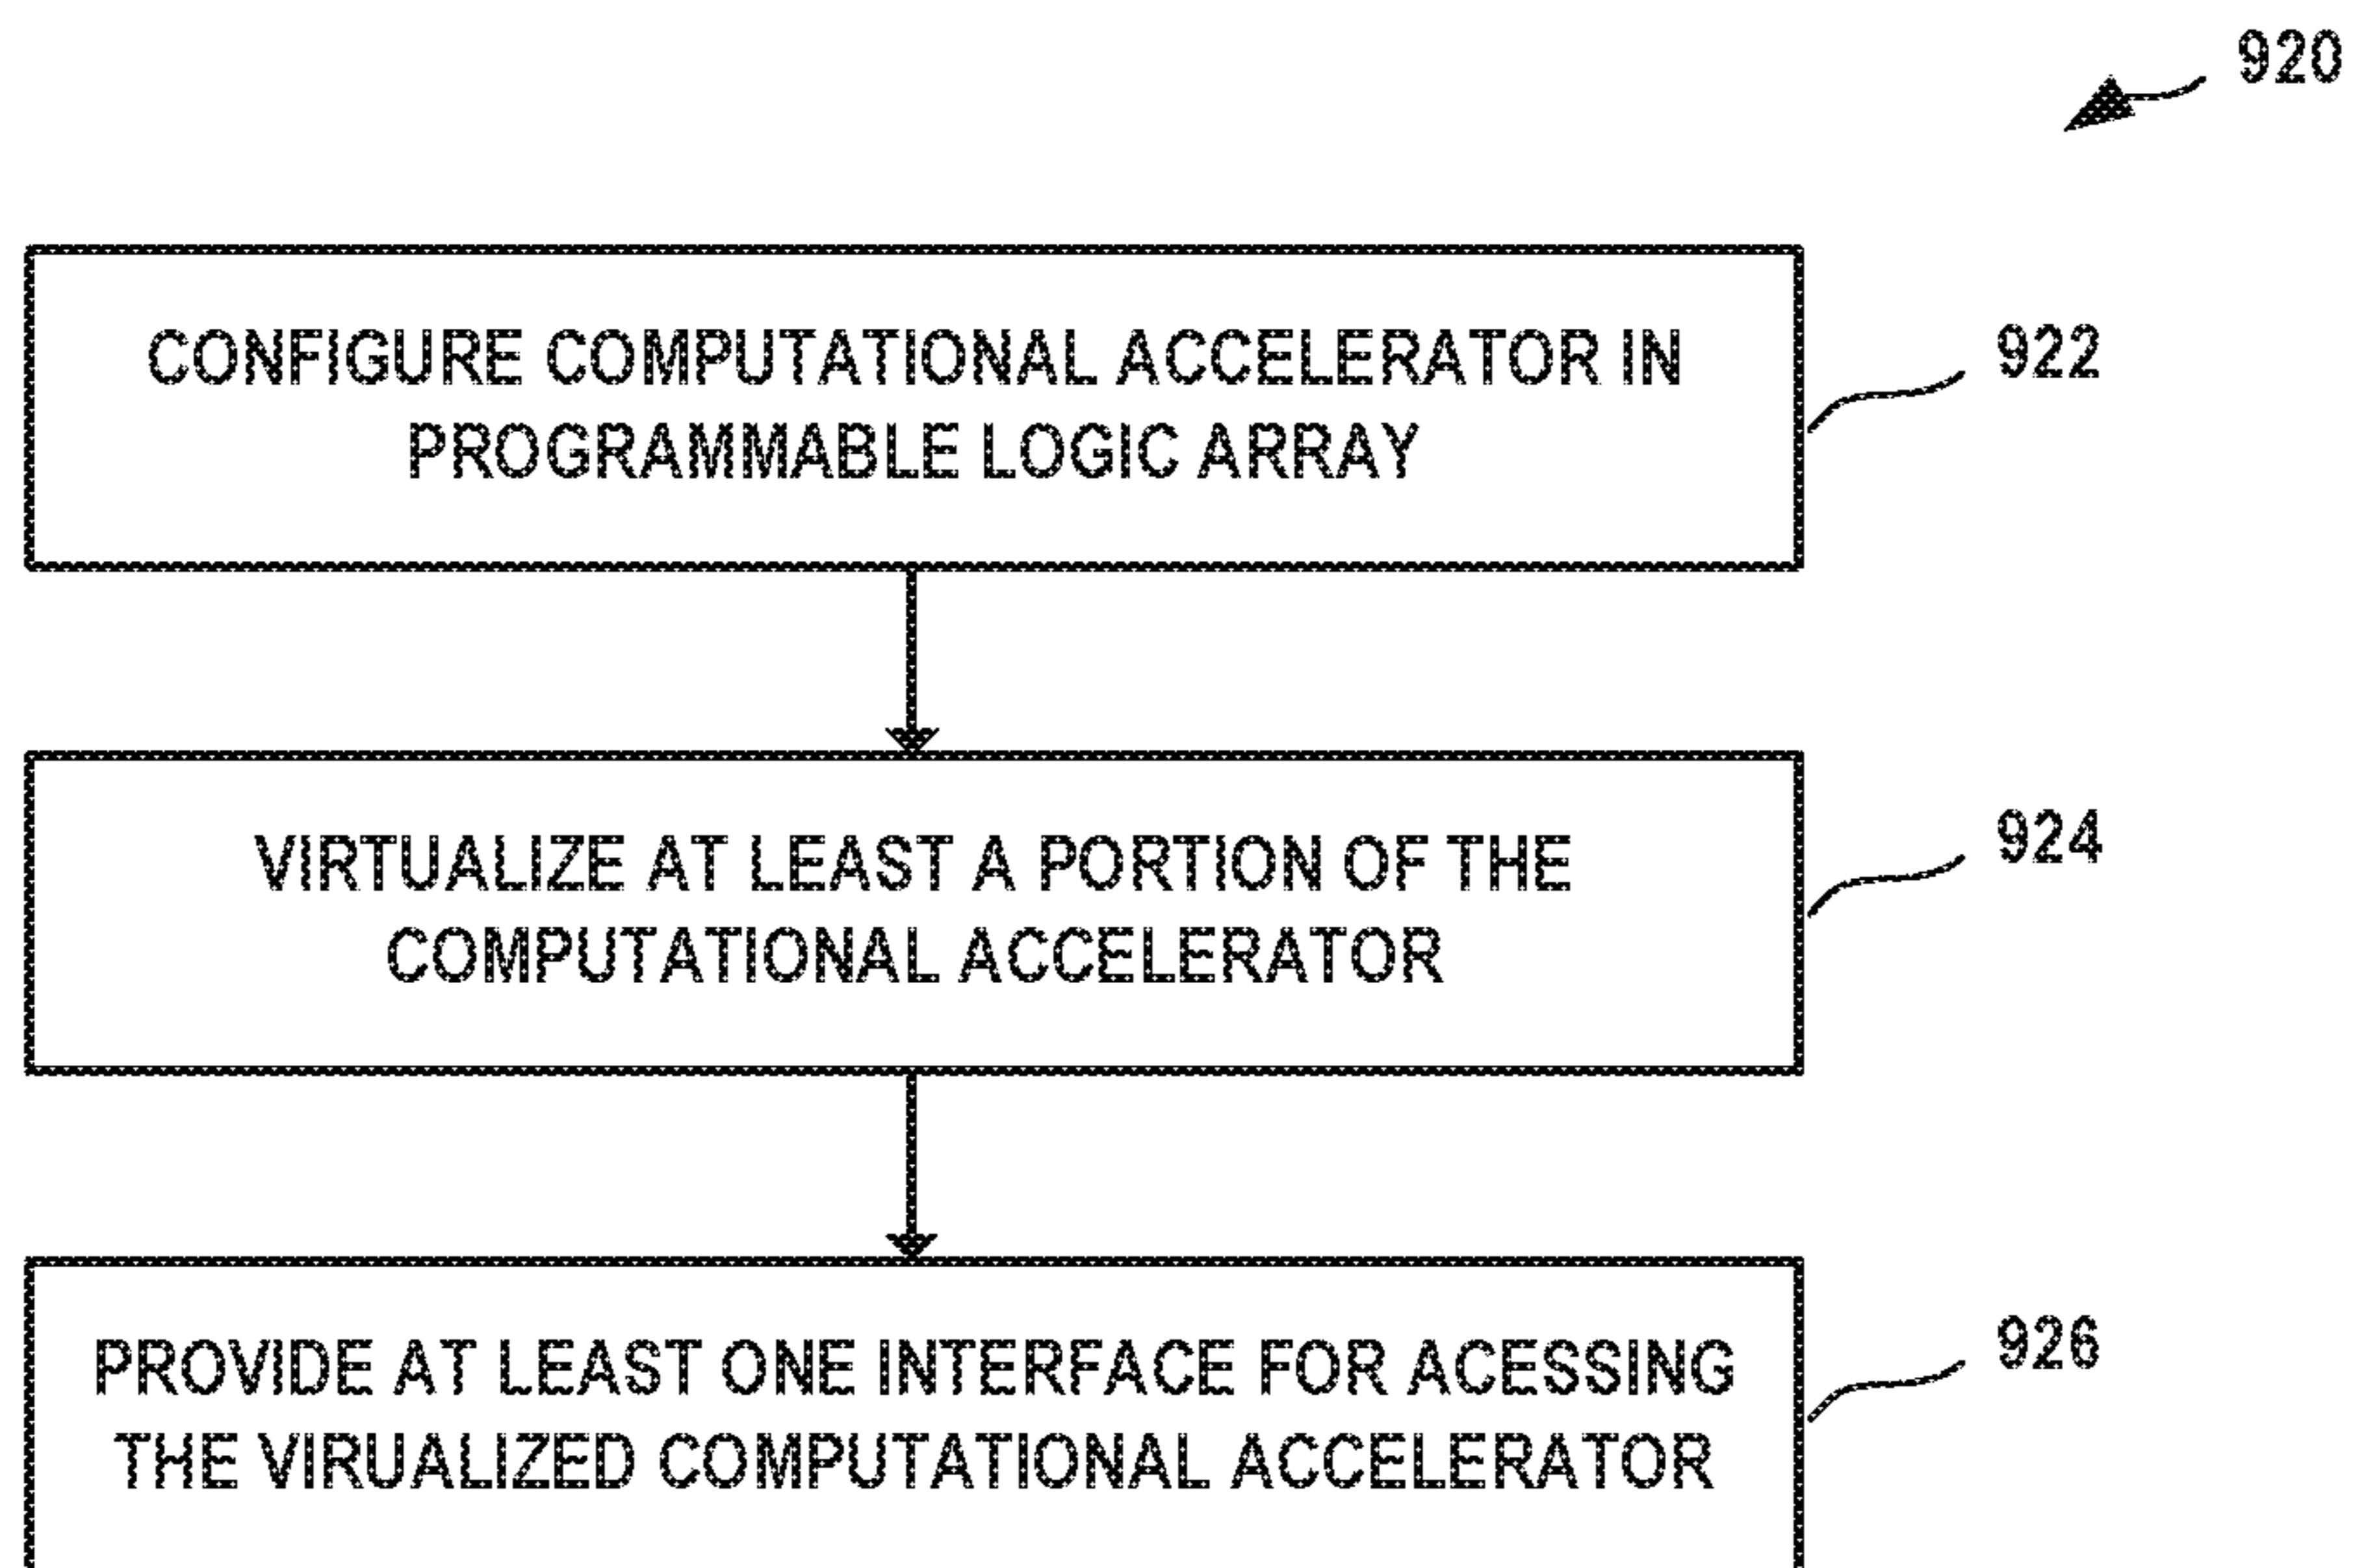 920
CONFIGURE COMPUTATIONAL ACCELERATOR IN
PROGRAMMABLE LOGIC ARRAY
922
VIRTUALIZE AT LEAST A PORTION OF THE
COMPUTATIONAL ACCELERATOR
924
PROVIDE AT LEAST ONE INTERFACE FOR ACESSING
THE VIRUALIZED COMPUTATIONAL ACCELERATOR
926